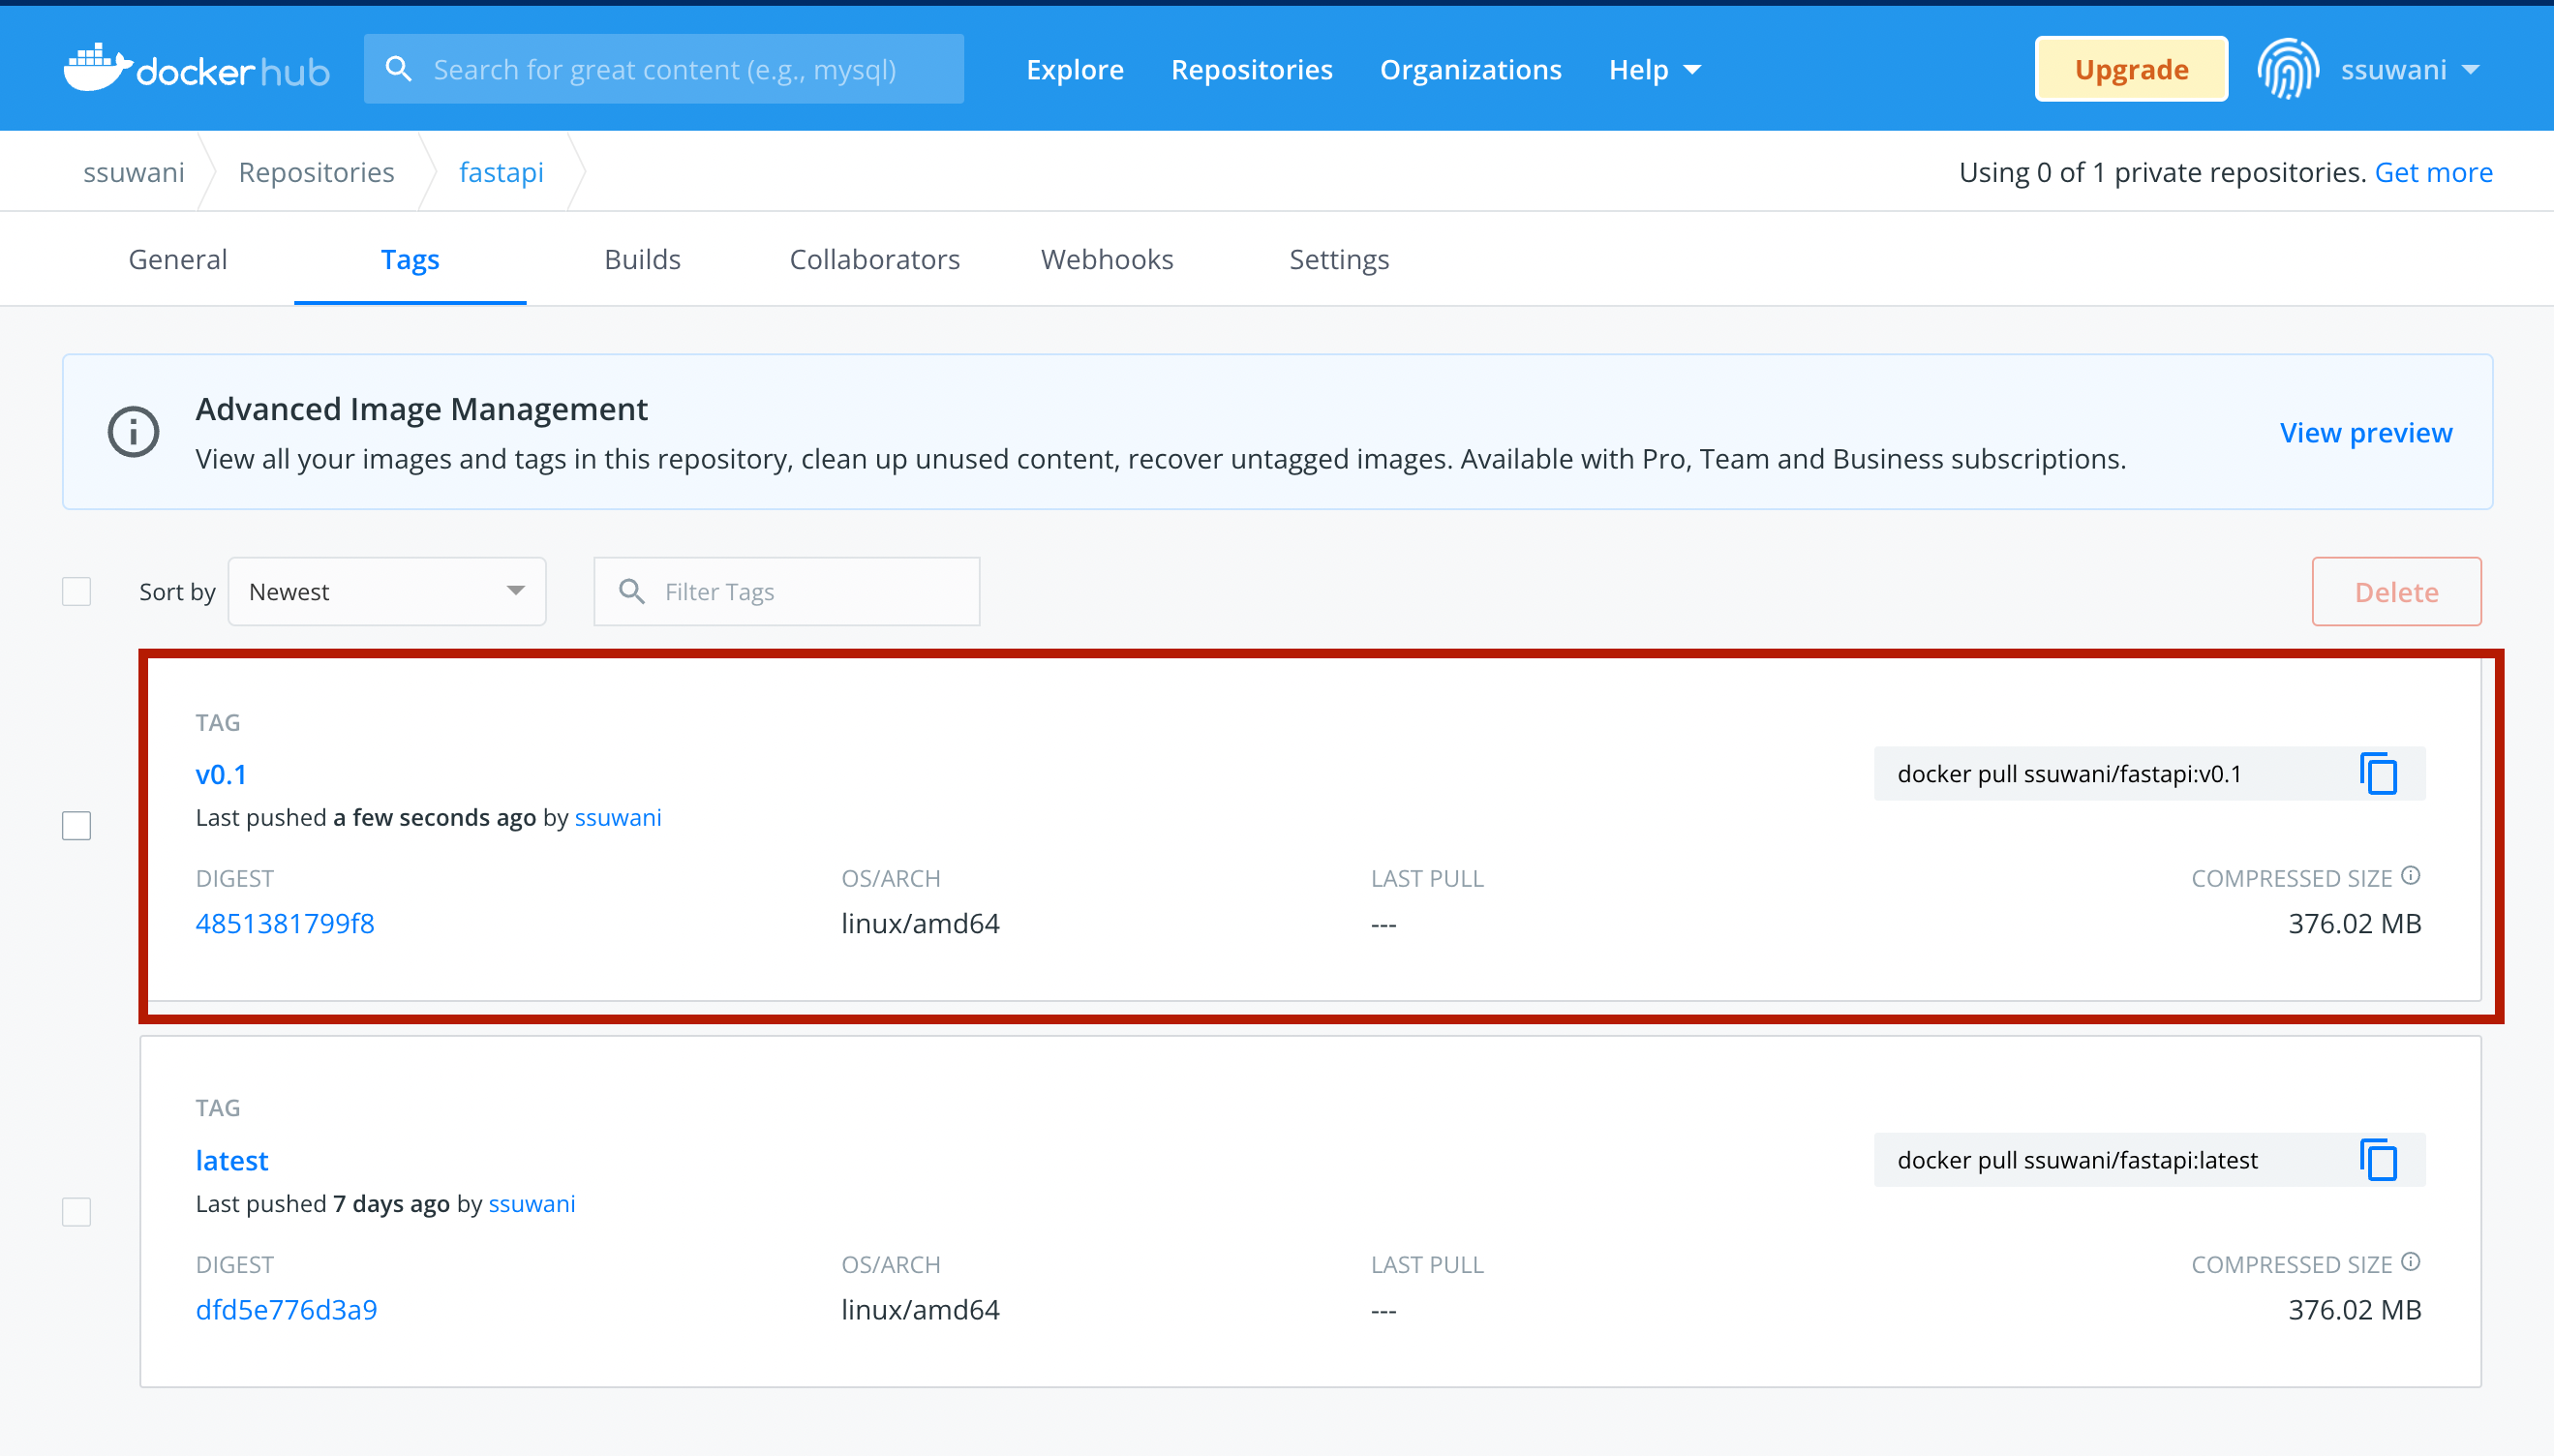 docker hub
Search for great content (e.g., mysql)
Explore
Repositories
Organizations
Help
Upgrade
ssuwani
ssuwani
Repositories
fastapi
Using 0 of 1 private repositories. Get more
General
Tags
Builds
Collaborators
Webhooks
Settings
Advanced Image Management
View all your images and tags in this repository, clean up unused content, recover untagged images. Available with Pro, Team and Business subscriptions.
View preview
Sort by
Newest
Filter Tags
Delete
TAG
v0.1
docker pull ssuwani/fastapi:v0.1
Last pushed a few seconds ago by ssuwani
DIGEST
OS/ARCH
LAST PULL
COMPRESSED SIZE
4851381799f8
linux/amd64
---
376.02 MB
TAG
latest
docker pull ssuwani/fastapi:latest
Last pushed 7 days ago by ssuwani
DIGEST
OS/ARCH
LAST PULL
COMPRESSED SIZE
dfd5e776d3a9
linux/amd64
---
376.02 MB